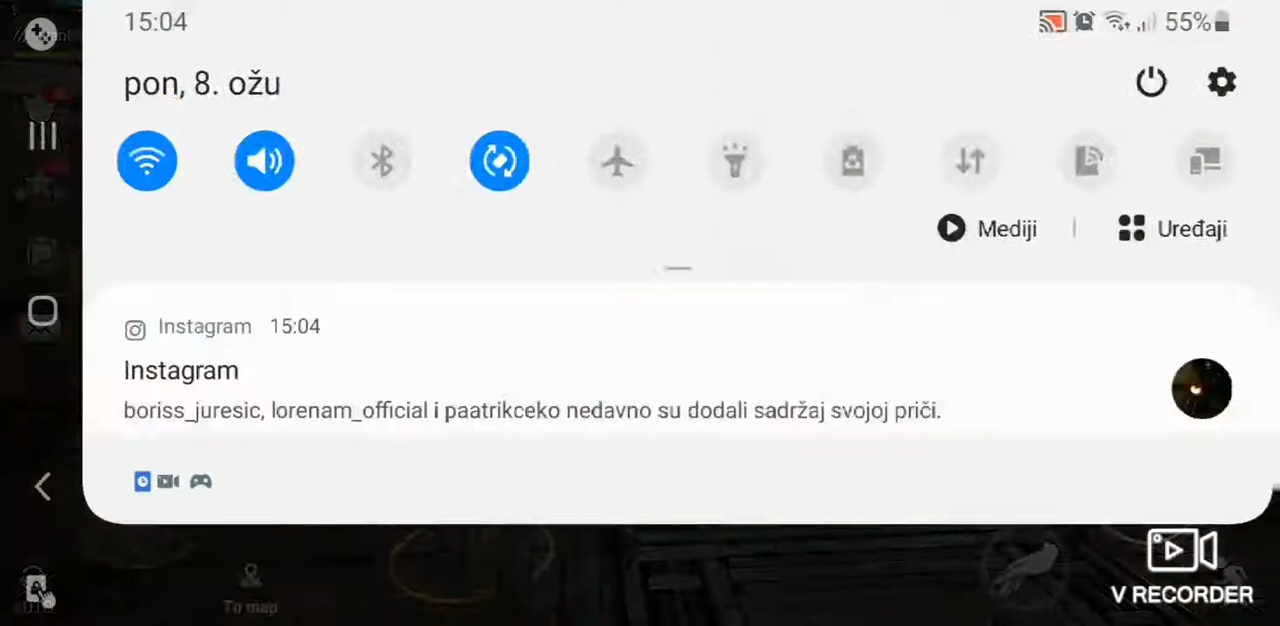 15:04
55%
pon, 8. ožu
Mediji | Uređaji
Instagram 15:04
Instagram
boriss_juresic, lorenam_official i paatrikceko nedavno su dodali sadržaj svojoj priči.
To map
V RECORDER